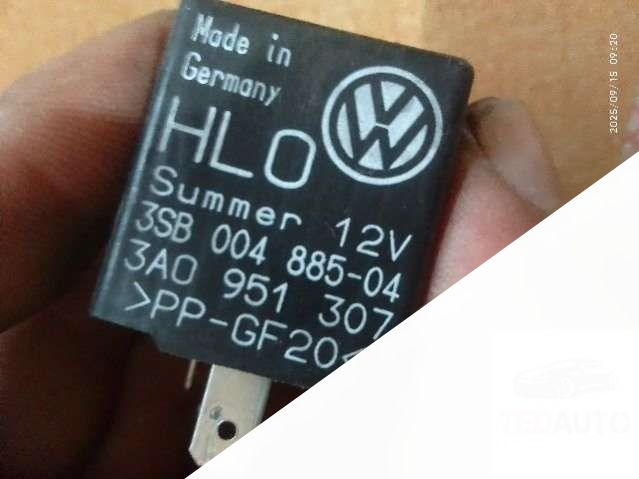 Made in
Germany
HLO
Summer 12V
3SB 004 885-04
3A0 951 307
>PP-GF20<
2025/09/15 09:20
TEDAUTO